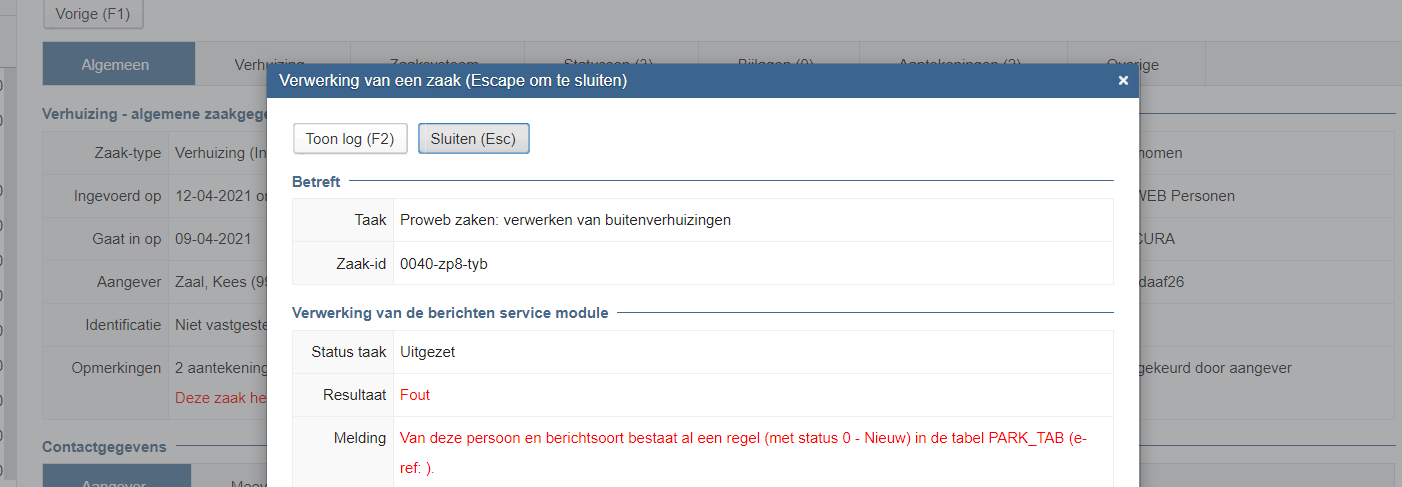 Vorige (F1)
Algemeen
Verhuizing
Zaaksysteem
Statussen (3)
Bijlagen (0)
Aantekeningen (2)
Overige
Verwerking van een zaak (Escape om te sluiten)
×
Toon log (F2)
Sluiten (Esc)
Betreft
Taak Proweb zaken: verwerken van buitenverhuizingen
Zaak-id 0040-zp8-tyb
Verwerking van de berichten service module
Status taak Uitgezet
Resultaat Fout
Melding Van deze persoon en berichtsoort bestaat al een regel (met status 0 - Nieuw) in de tabel PARK_TAB (e-
ref: ).
Verhuizing - algemene zaakgege
Zaak-type Verhuizing (In
Ingevoerd op 12-04-2021 o
Gaat in op 09-04-2021
Aangever Zaal, Kees (99
Identificatie Niet vastgeste
Opmerkingen 2 aantekening
Deze zaak he
nomen
WEB Personen
CURA
daaf26
gekeurd door aangever
Contactgegevens
Aangever